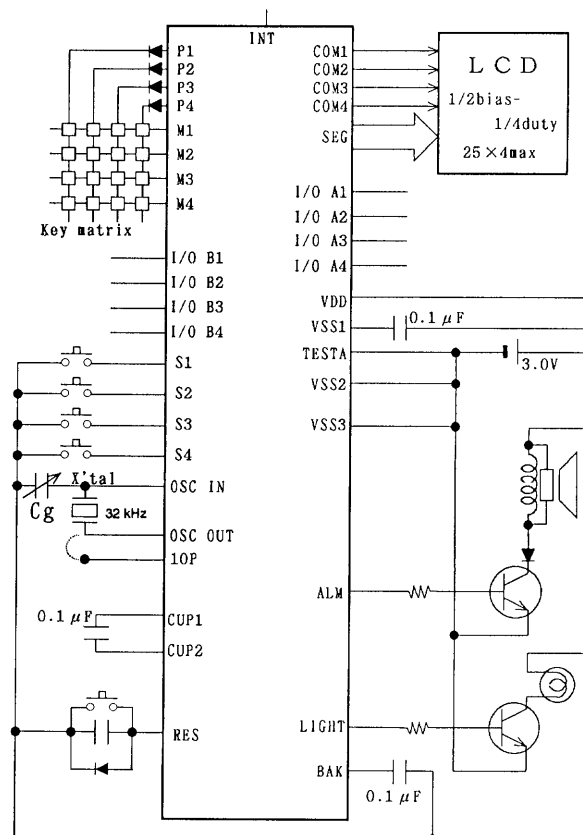 INT
P1
P2
P3
P4
M1
M2
M3
M4
Key matrix
I/O B1
I/O B2
I/O B3
I/O B4
S1
S2
S3
S4
X'tal
OSC IN
Cg
32 kHz
OSC OUT
10P
0.1 μF
CUP1
CUP2
RES
COM1
COM2
COM3
COM4
SEG
LCD
1/2bias-
1/4duty
25×4max
I/O A1
I/O A2
I/O A3
I/O A4
VDD
0.1 μF
VSS1
TESTA
3.0V
VSS2
VSS3
ALM
LIGHT
BAK
0.1 μF